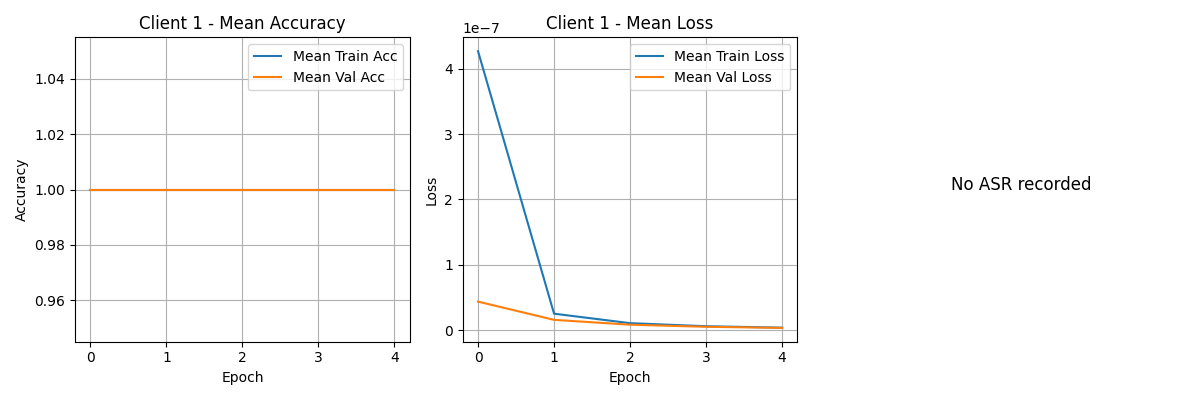 Client 1 - Mean Accuracy
Mean Train Acc
Mean Val Acc
1.04
1.02
1.00
0.98
0.96
Accuracy
0 1 2 3 4
Epoch
Client 1 - Mean Loss
1e−7
Mean Train Loss
Mean Val Loss
4
3
2
1
0
Loss
0 1 2 3 4
Epoch
No ASR recorded